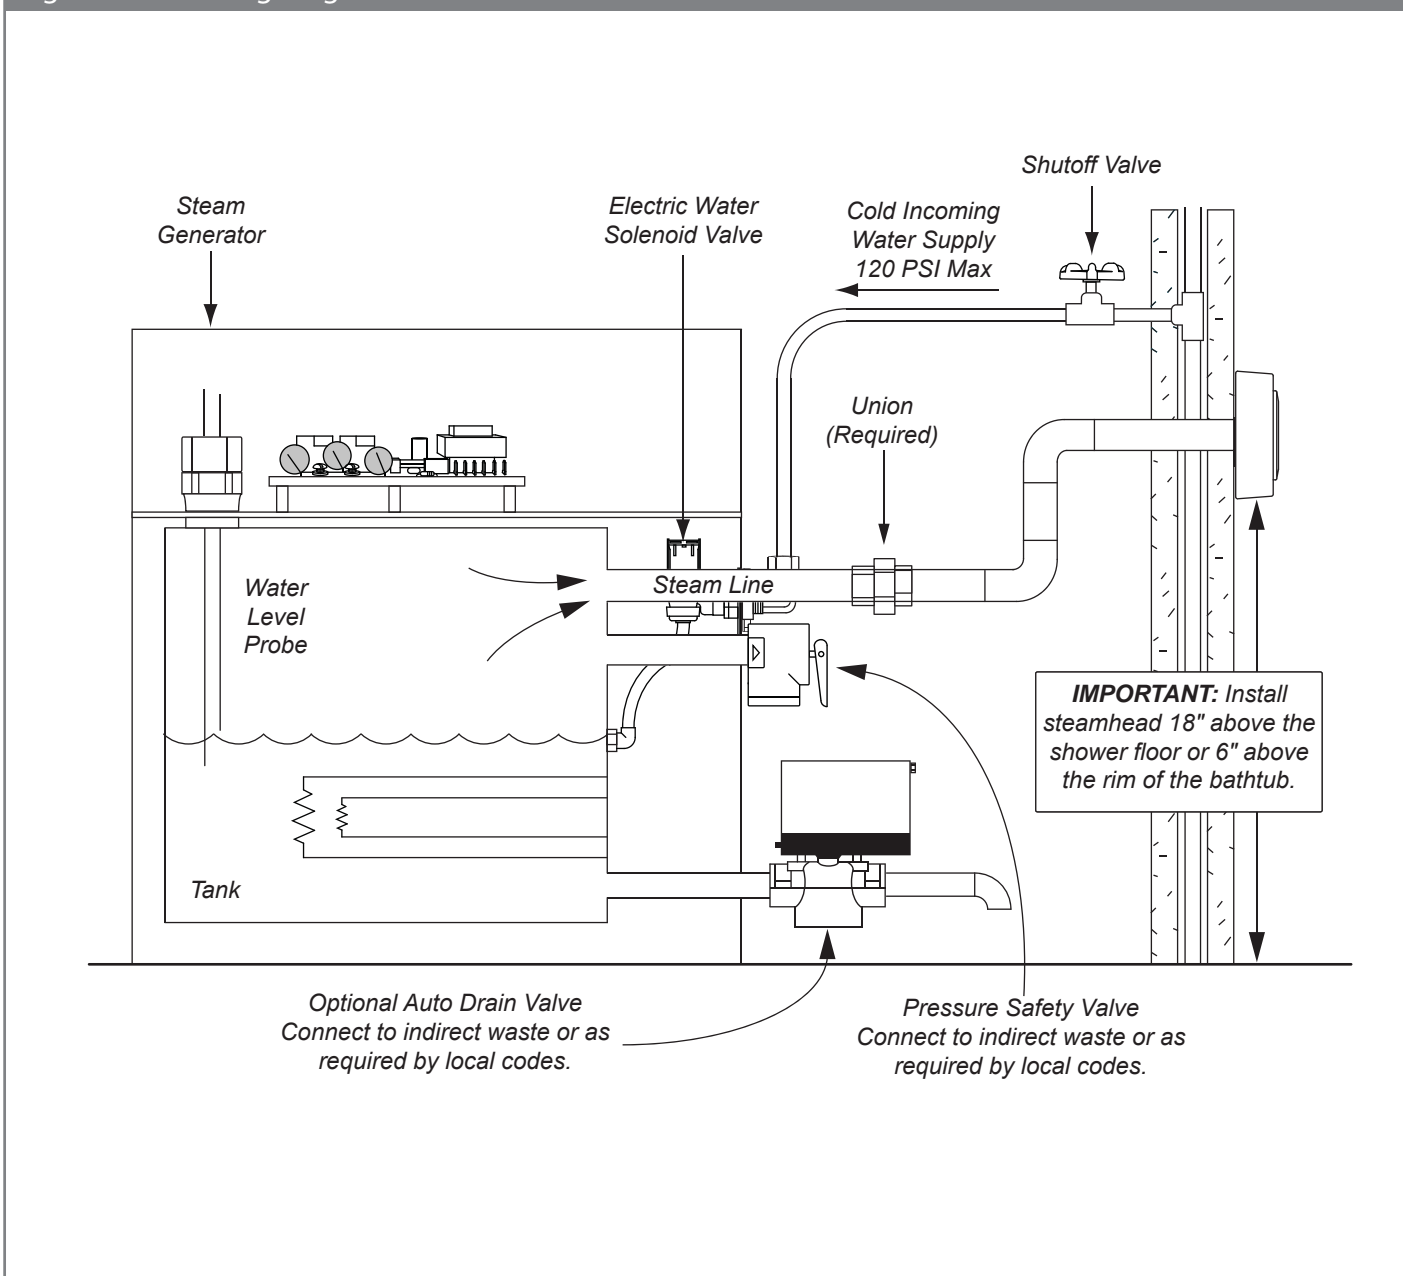 Shutoff Valve
Steam
Generator
Electric Water
Solenoid Valve
Cold Incoming
Water Supply
120 PSI Max
Union
(Required)
Steam Line
Water
Level
Probe
IMPORTANT: Install
steamhead 18" above the
shower floor or 6" above
the rim of the bathtub.
Tank
Optional Auto Drain Valve
Connect to indirect waste or as
required by local codes.
Pressure Safety Valve
Connect to indirect waste or as
required by local codes.